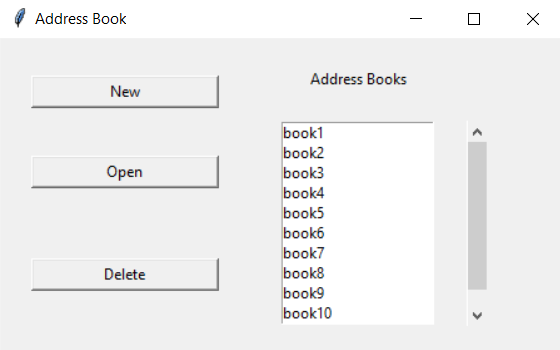 Address Book
New
Open
Delete
Address Books
book1
book2
book3
book4
book5
book6
book7
book8
book9
book10